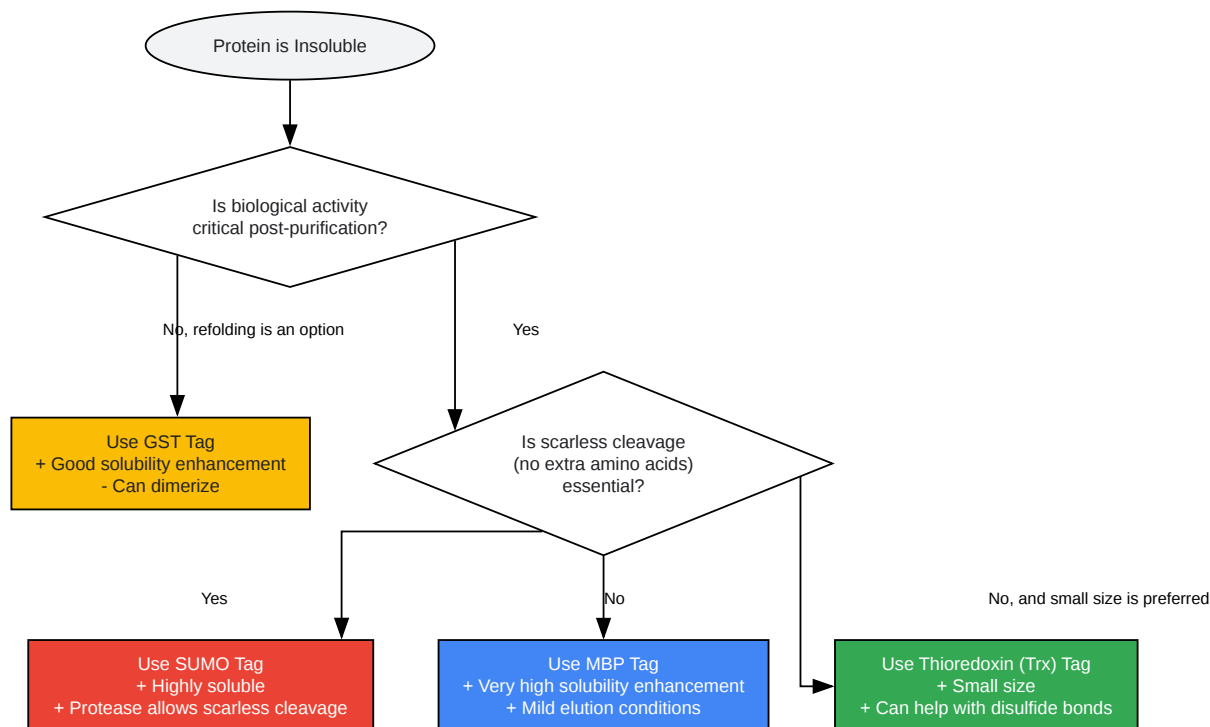 Protein is Insoluble
Is biological activity
critical post-purification?
No, refolding is an option
Yes
Use GST Tag
+ Good solubility enhancement
- Can dimerize
Is scarless cleavage
(no extra amino acids)
essential?
Yes
No
No, and small size is preferred
Use SUMO Tag
+ Highly soluble
+ Protease allows scarless cleavage
Use MBP Tag
+ Very high solubility enhancement
+ Mild elution conditions
Use Thioredoxin (Trx) Tag
+ Small size
+ Can help with disulfide bonds